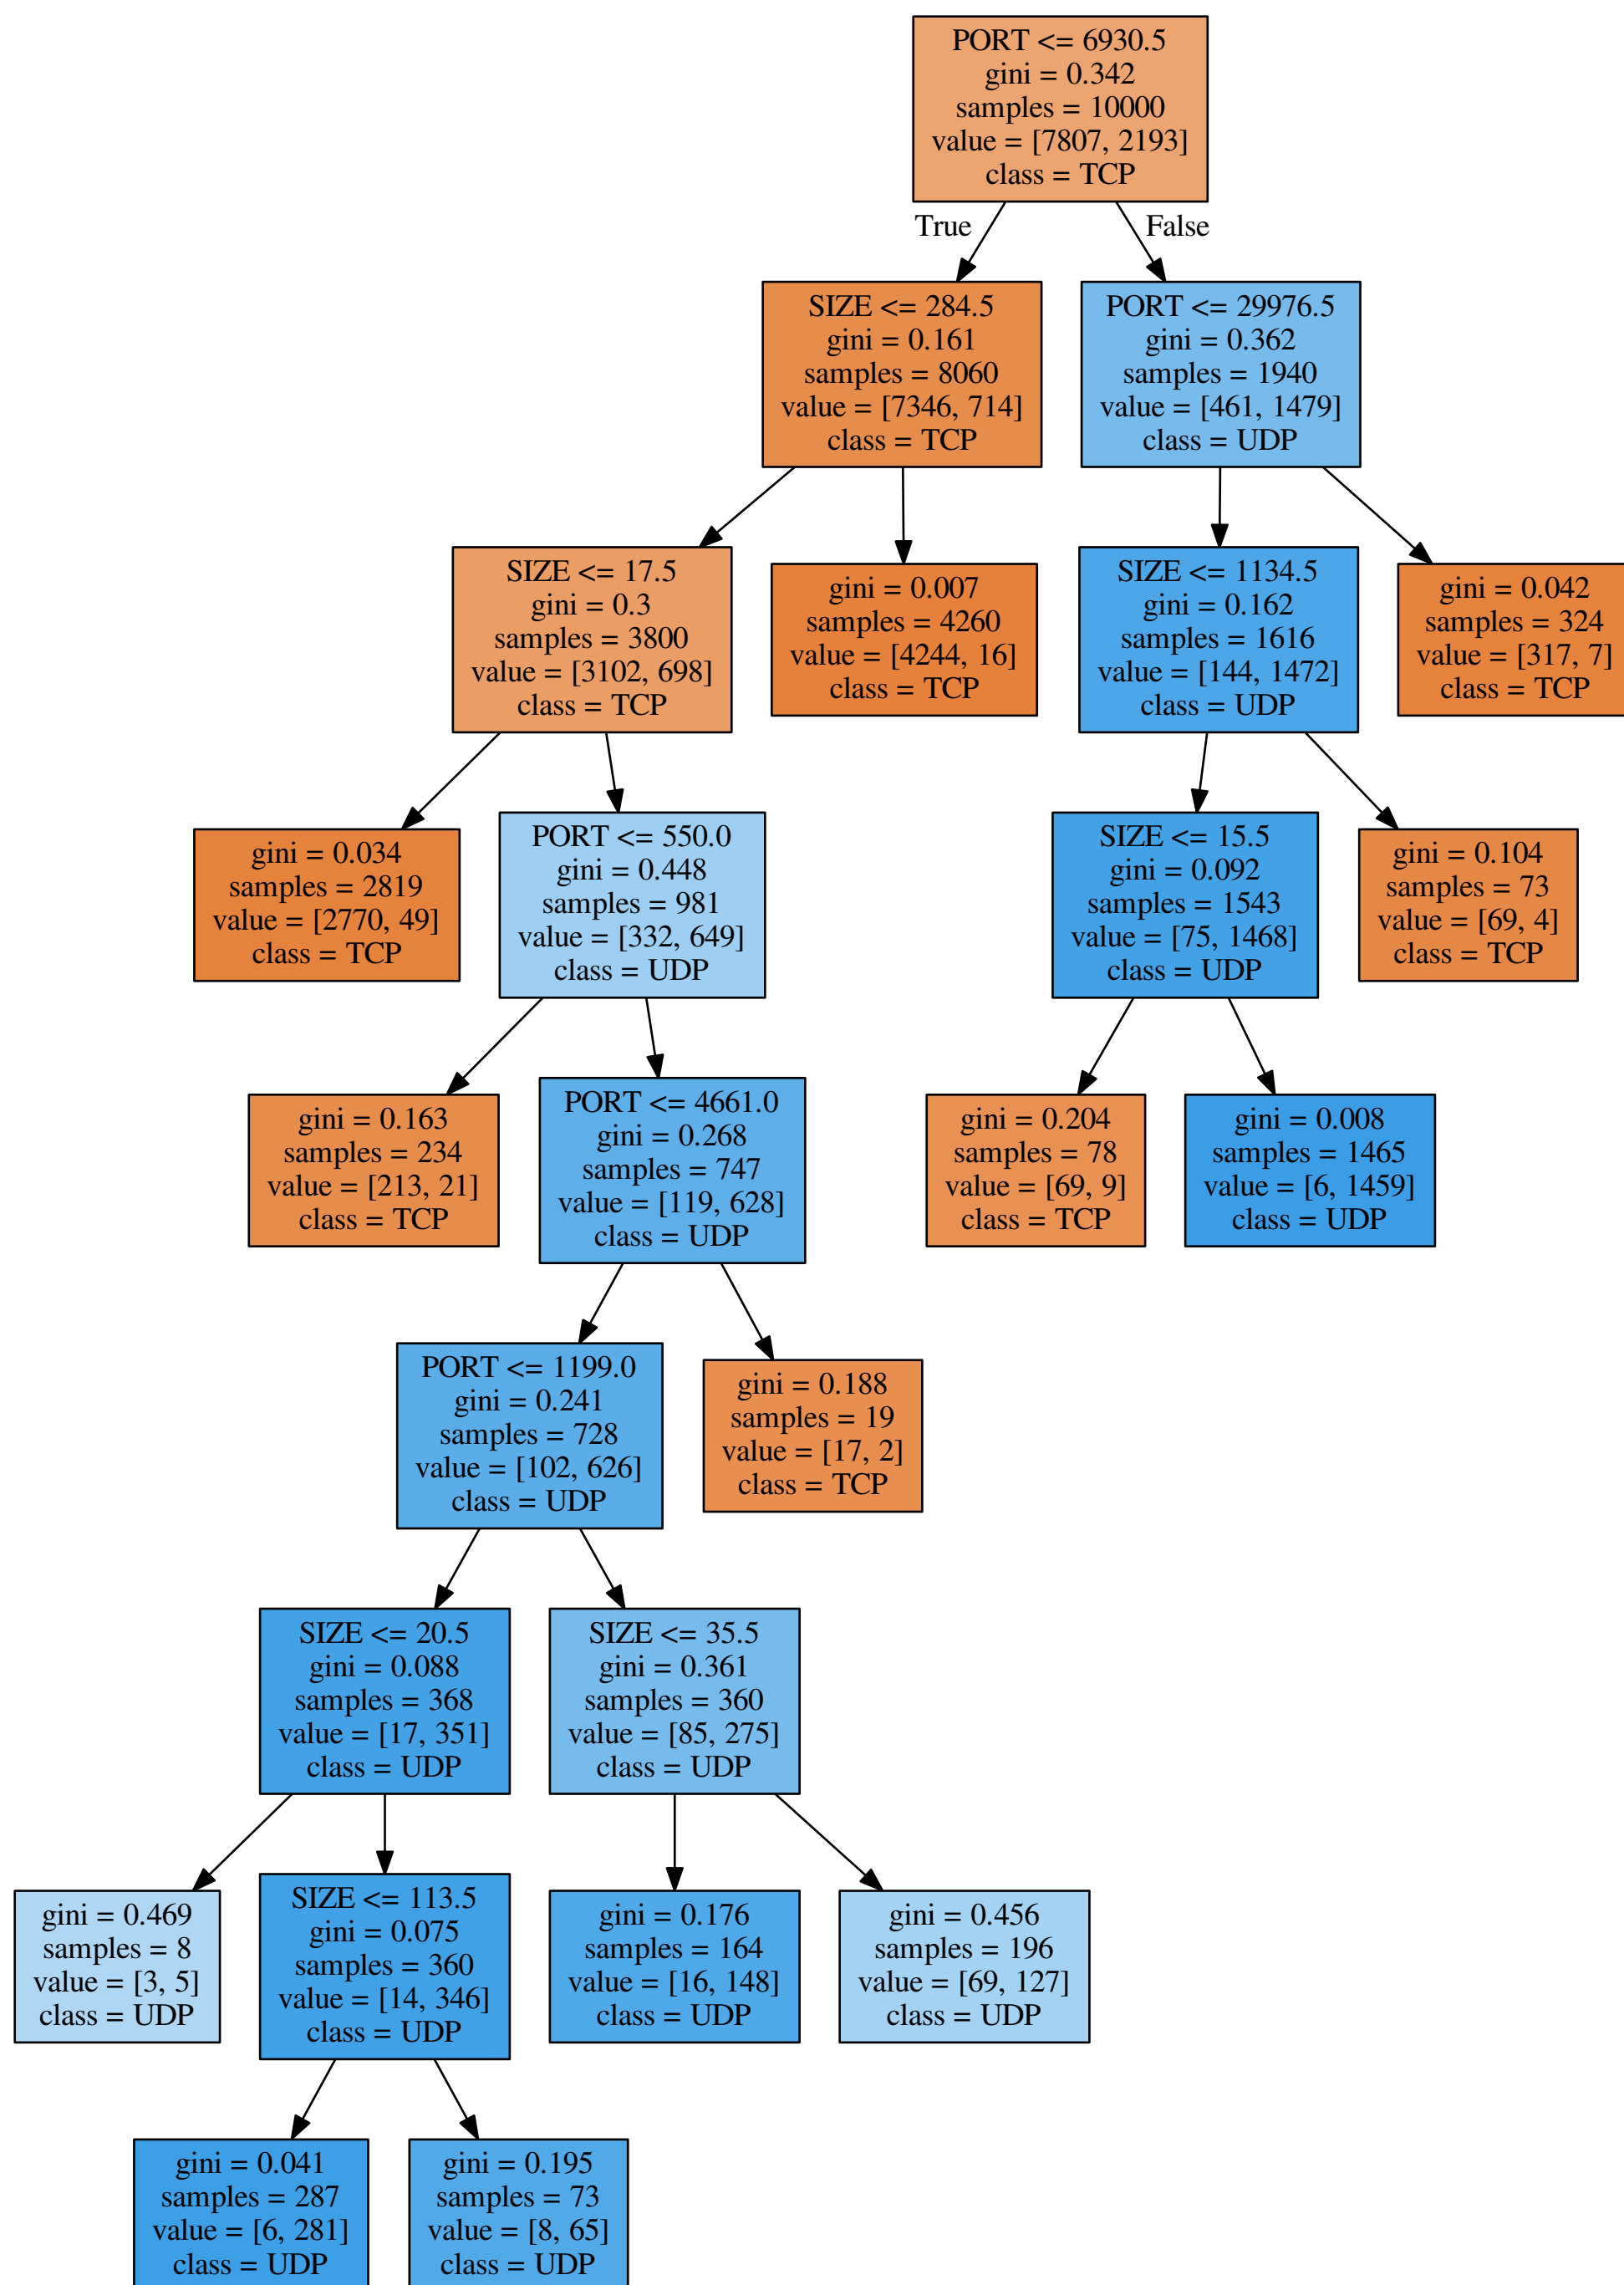 PORT <= 6930.5
gini = 0.342
samples = 10000
value = [7807, 2193]
class = TCP
True
False
SIZE <= 284.5
gini = 0.161
samples = 8060
value = [7346, 714]
class = TCP
PORT <= 29976.5
gini = 0.362
samples = 1940
value = [461, 1479]
class = UDP
SIZE <= 17.5
gini = 0.3
samples = 3800
value = [3102, 698]
class = TCP
gini = 0.007
samples = 4260
value = [4244, 16]
class = TCP
SIZE <= 1134.5
gini = 0.162
samples = 1616
value = [144, 1472]
class = UDP
gini = 0.042
samples = 324
value = [317, 7]
class = TCP
gini = 0.034
samples = 2819
value = [2770, 49]
class = TCP
PORT <= 550.0
gini = 0.448
samples = 981
value = [332, 649]
class = UDP
SIZE <= 15.5
gini = 0.092
samples = 1543
value = [75, 1468]
class = UDP
gini = 0.104
samples = 73
value = [69, 4]
class = TCP
gini = 0.163
samples = 234
value = [213, 21]
class = TCP
PORT <= 4661.0
gini = 0.268
samples = 747
value = [119, 628]
class = UDP
gini = 0.204
samples = 78
value = [69, 9]
class = TCP
gini = 0.008
samples = 1465
value = [6, 1459]
class = UDP
PORT <= 1199.0
gini = 0.241
samples = 728
value = [102, 626]
class = UDP
gini = 0.188
samples = 19
value = [17, 2]
class = TCP
SIZE <= 20.5
gini = 0.088
samples = 368
value = [17, 351]
class = UDP
SIZE <= 35.5
gini = 0.361
samples = 360
value = [85, 275]
class = UDP
gini = 0.469
samples = 8
value = [3, 5]
class = UDP
SIZE <= 113.5
gini = 0.075
samples = 360
value = [14, 346]
class = UDP
gini = 0.176
samples = 164
value = [16, 148]
class = UDP
gini = 0.456
samples = 196
value = [69, 127]
class = UDP
gini = 0.041
samples = 287
value = [6, 281]
class = UDP
gini = 0.195
samples = 73
value = [8, 65]
class = UDP